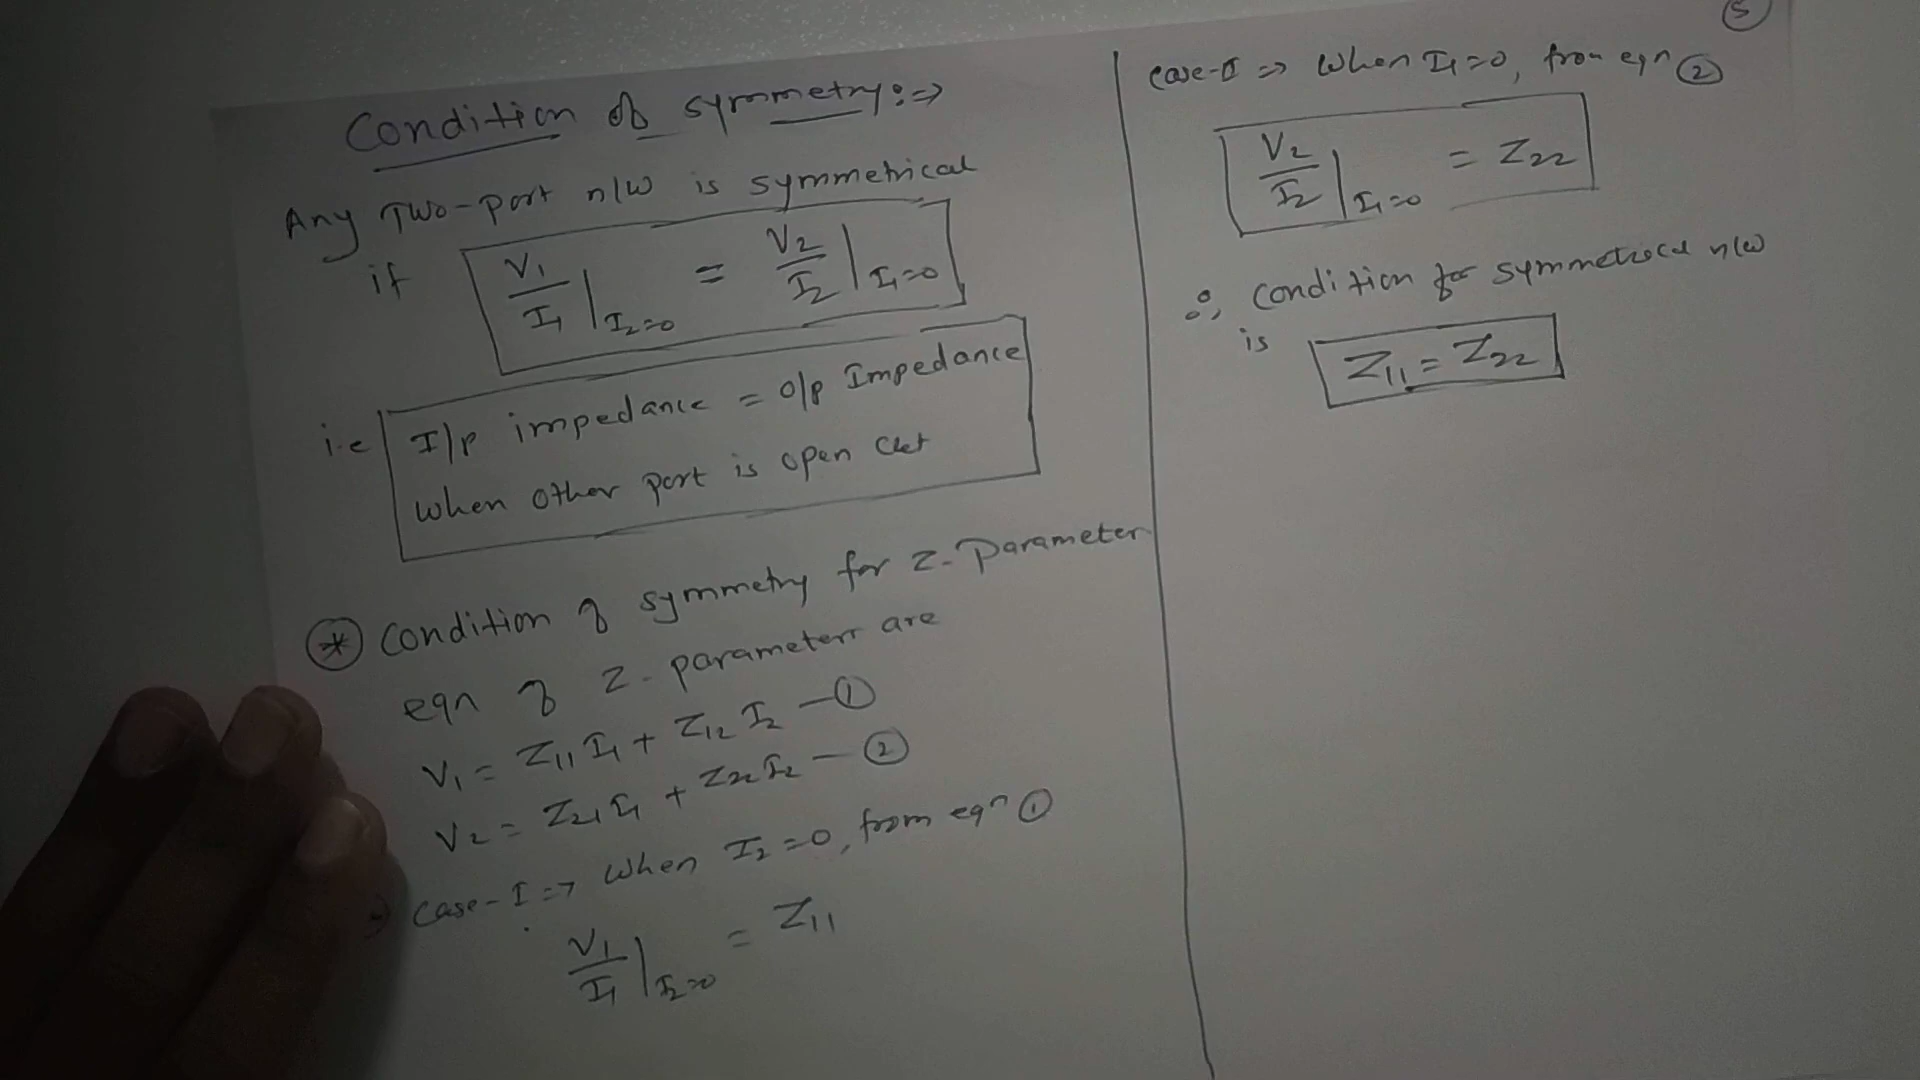 Condition of symmetry:⇒
Any Two-port n/w is symmetrical
if V1/I1 |I2=0 = V2/I2 |I1=0
i.e I/p impedance = o/p Impedance
when other port is open ckt
* Condition of symmetry for Z-Parameter
eqn of Z-parameters are
V1 = Z11 I1 + Z12 I2 — ①
V2 = Z21 I1 + Z22 I2 — ②
→ Case-I ⇒ When I2=0, from eqn ①
V1/I1 |I2=0 = Z11
5
Case-II ⇒ When I1=0, from eqn ②
V2/I2 |I1=0 = Z22
∴, Condition for symmetrical n/w
is Z11 = Z22